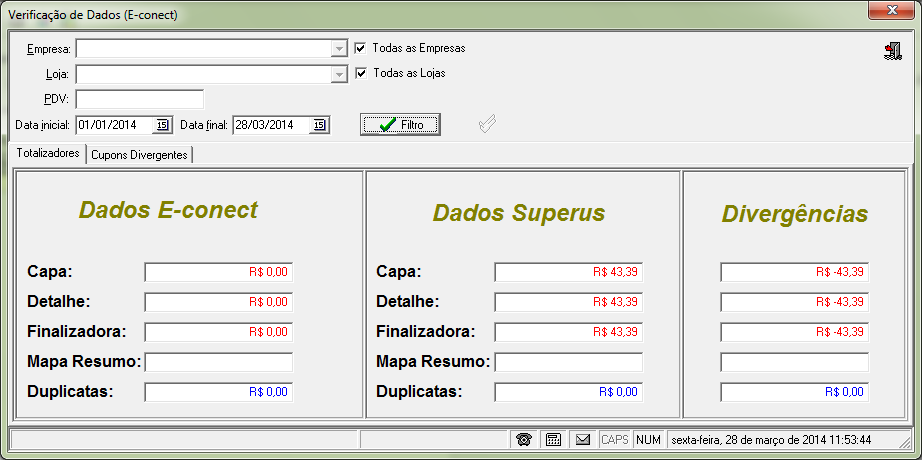 Verificação de Dados (E-conect)
Empresa: Todas as Empresas
Loja: Todas as Lojas
PDV:
Data inicial: 01/01/2014 15 Data final: 28/03/2014 15 Filtro
Totalizadores Cupons Divergentes
Dados E-conect Dados Superus Divergências
Capa: R$ 0,00 Capa: R$ 43,39 R$ -43,39
Detalhe: R$ 0,00 Detalhe: R$ 43,39 R$ -43,39
Finalizadora: R$ 0,00 Finalizadora: R$ 43,39 R$ -43,39
Mapa Resumo: Mapa Resumo:
Duplicatas: R$ 0,00 Duplicatas: R$ 0,00 R$ 0,00
CAPS NUM sexta-feira, 28 de março de 2014 11:53:44